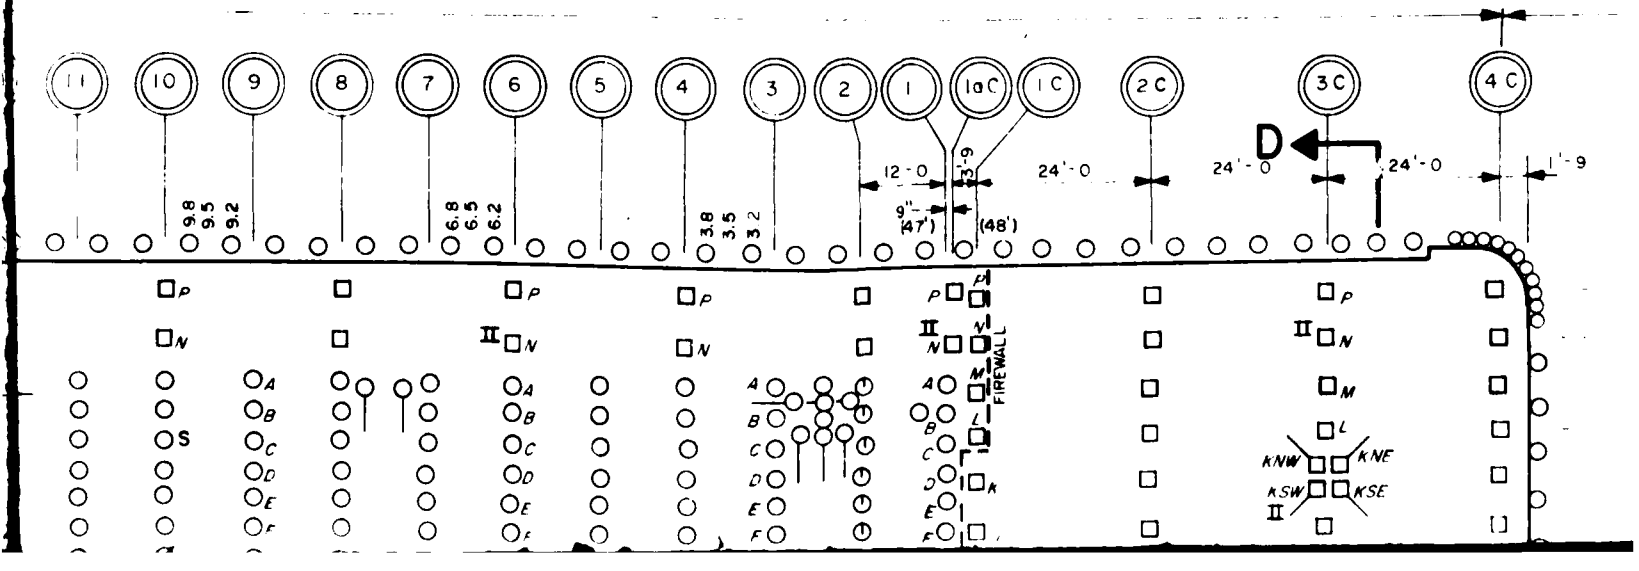 11 10 9 8 7 6 5 4 3 2 1 1aC 1C 2C 3C 4C
D
12-0 3'-9 24'-0 24'-0 24'-0 1'-9
9.8 9.5 9.2 6.8 6.5 6.2 3.8 3.5 3.2 9"
(47') (48')
P P P P P P
II II II
N N N N N N
FIREWALL
A A A A M M
B B B B L L
S C C C C
KNW KNE
D D D D K
KSW KSE
E E E E
II
F F F F